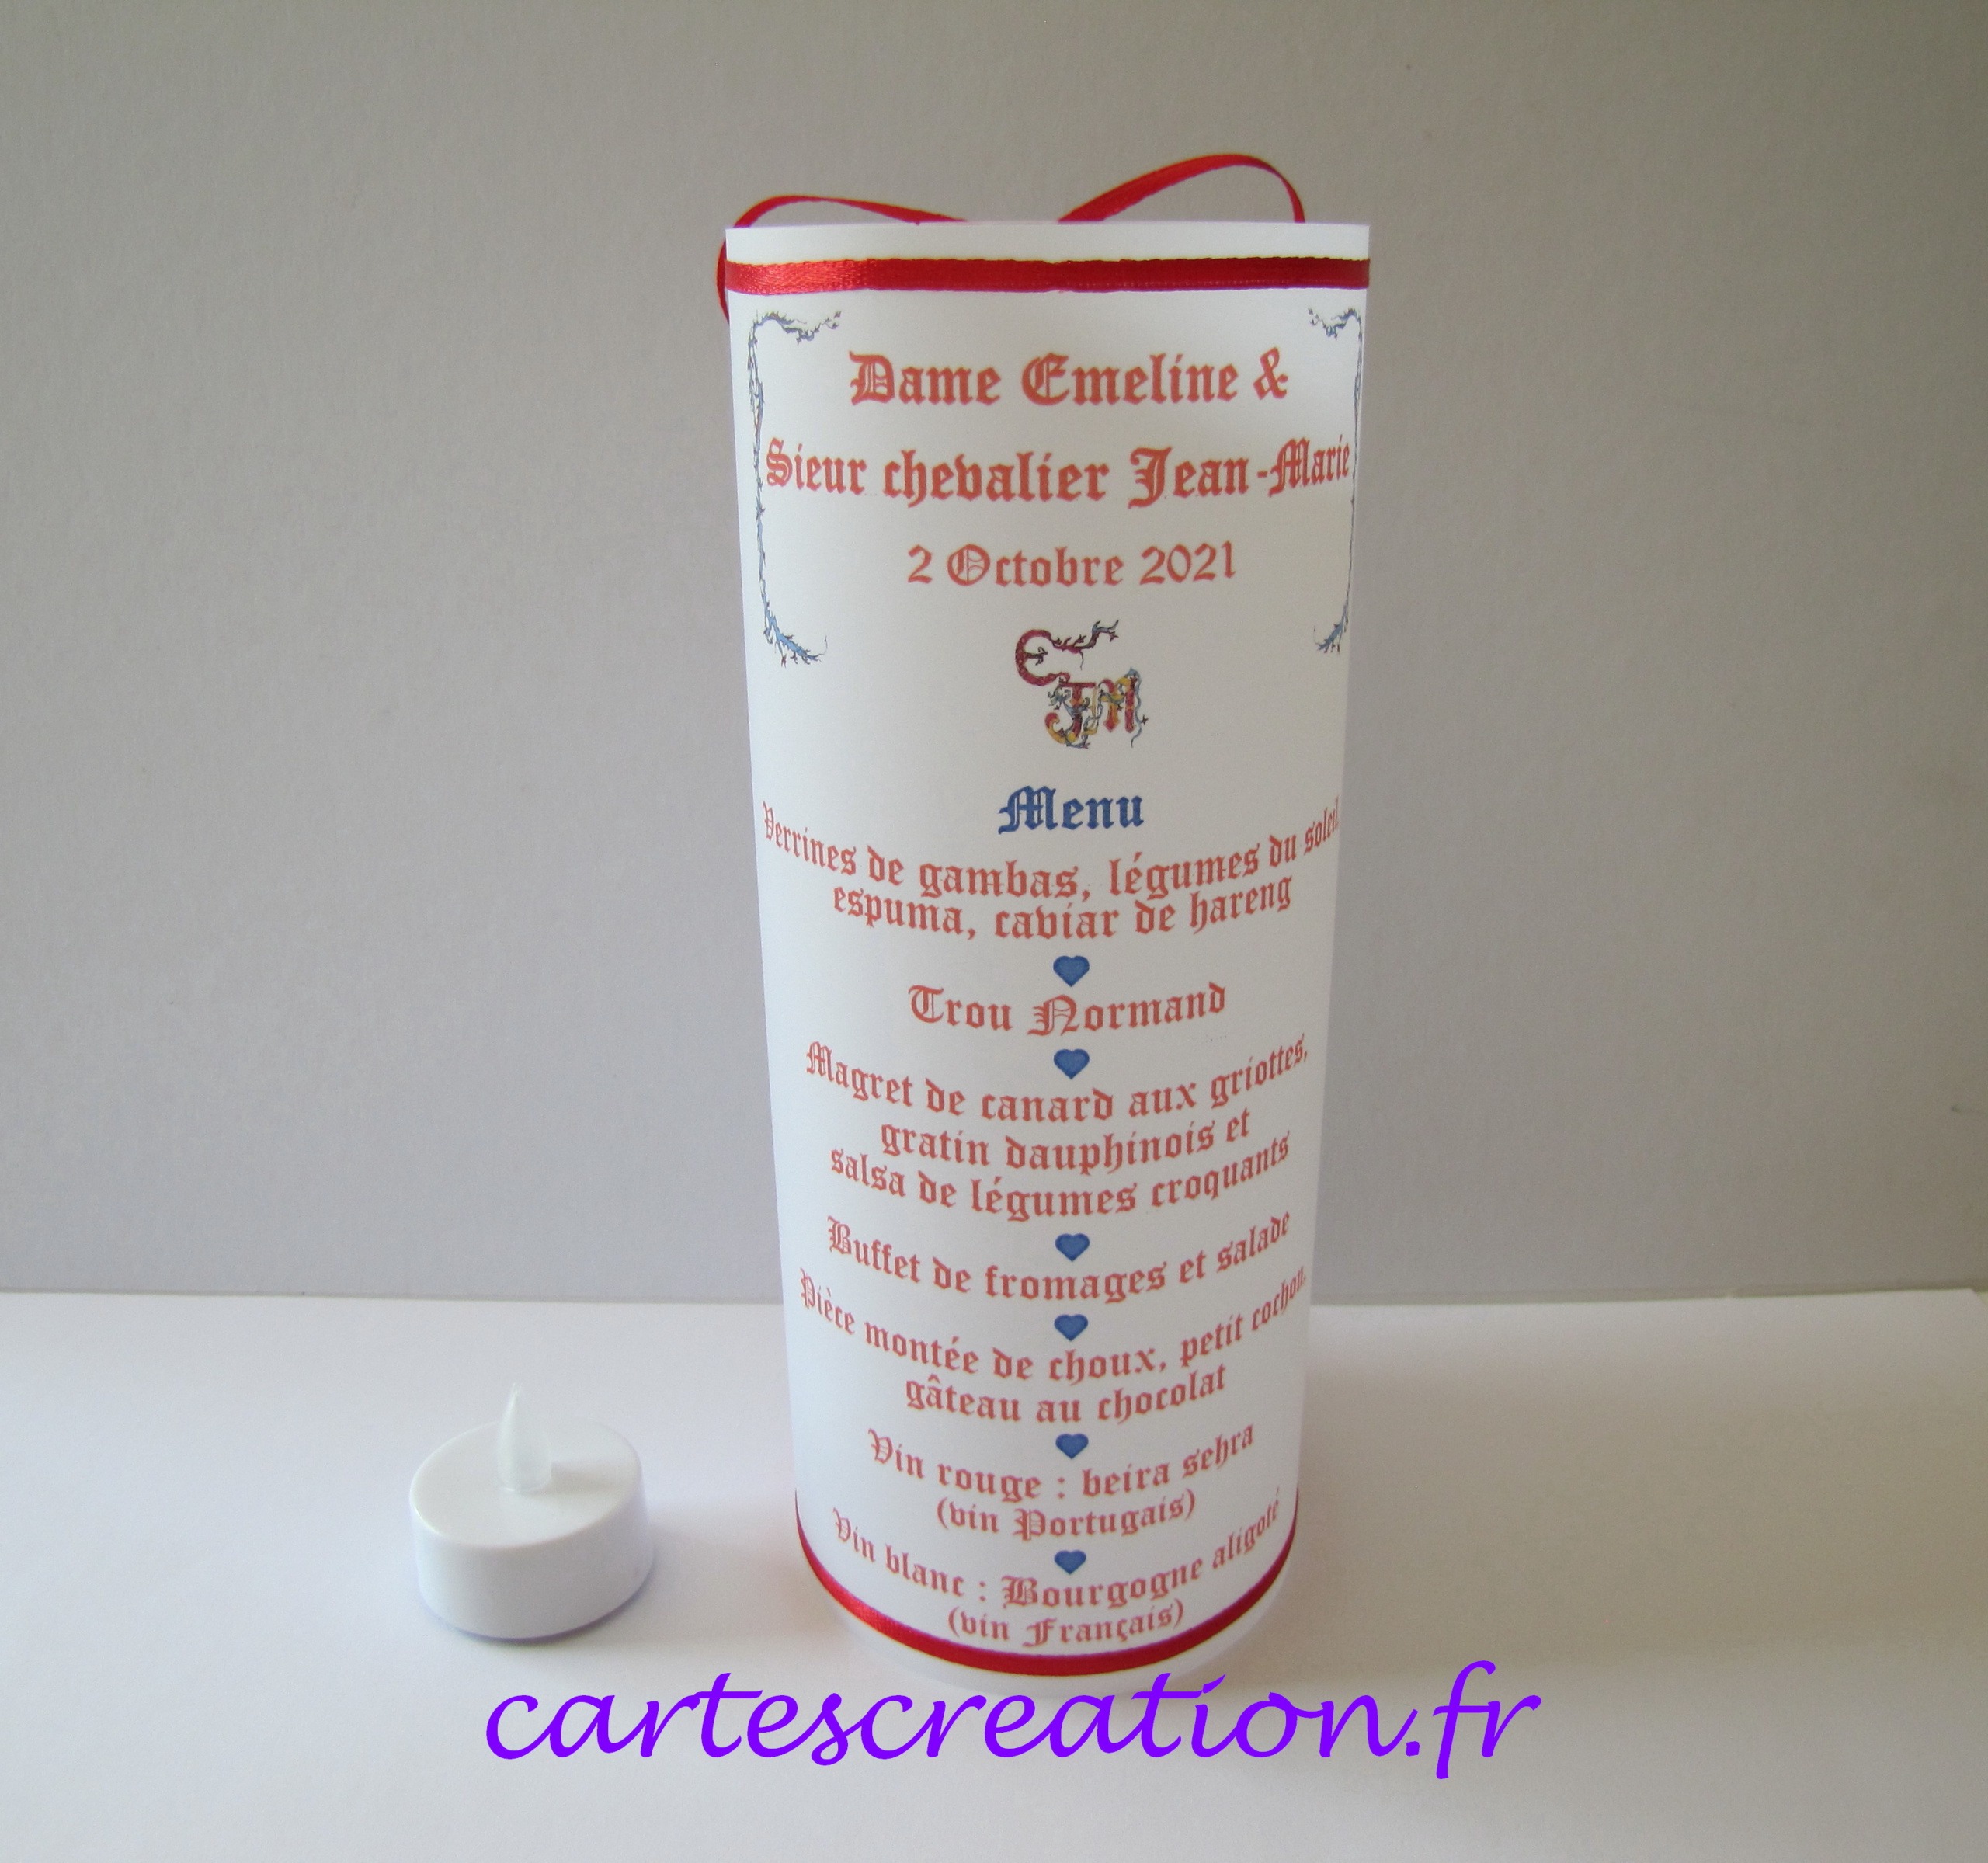 Dame Emeline &
Sieur chevalier Jean-Marie
2 Octobre 2021
E
JM
Menu
Verrines de gambas, légumes du soleil
espuma, caviar de hareng
Trou Normand
Magret de canard aux griottes,
gratin dauphinois et
salsa de légumes croquants
Buffet de fromages et salade
Pièce montée de choux, petit cochon,
gâteau au chocolat
Vin rouge : beira sehra
(vin Portugais)
Vin blanc : Bourgogne aligoté
(vin Français)
cartescreation.fr